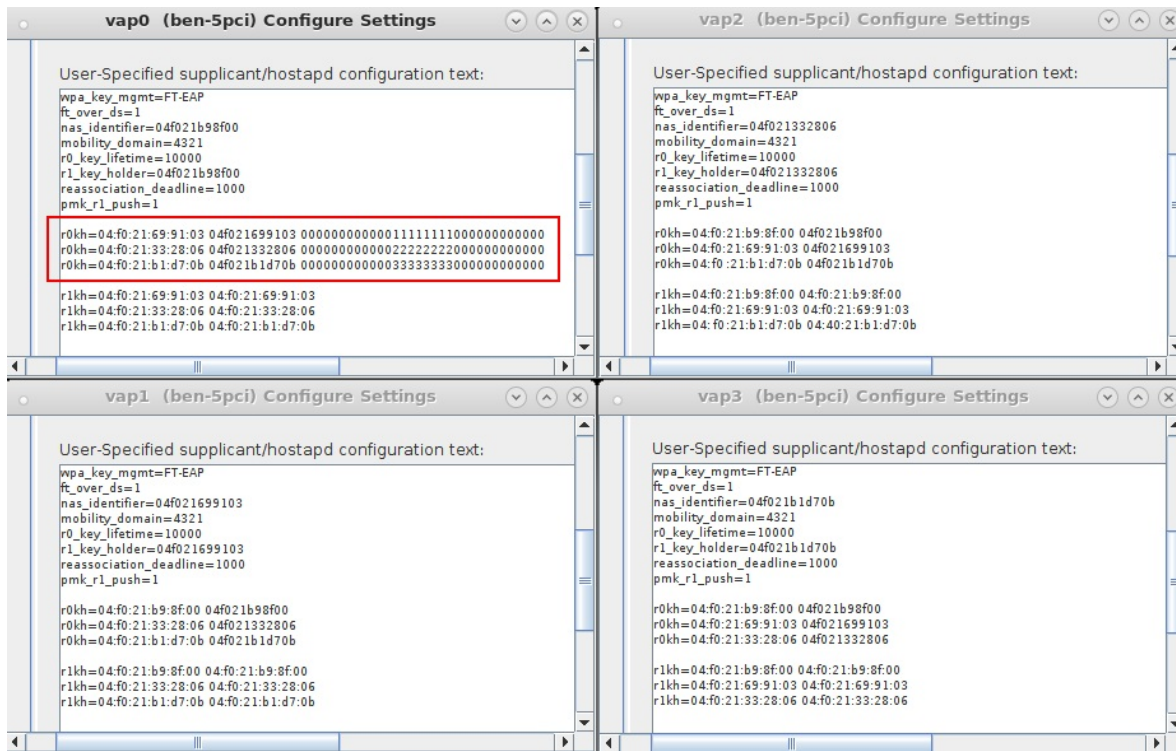 vap0 (ben-5pci) Configure Settings
User-Specified supplicant/hostapd configuration text:
wpa_key_mgmt=FT-EAP
ft_over_ds=1
nas_identifier=04f021b98f00
mobility_domain=4321
r0_key_lifetime=10000
r1_key_holder=04f021b98f00
reassociation_deadline=1000
pmk_r1_push=1
r0kh=04:f0:21:69:91:03 04f021699103 00000000000011111111000000000000
r0kh=04:f0:21:33:28:06 04f021332806 00000000000022222222000000000000
r0kh=04:f0:21:b1:d7:0b 04f021b1d70b 00000000000033333333000000000000
r1kh=04:f0:21:69:91:03 04:f0:21:69:91:03
r1kh=04:f0:21:33:28:06 04:f0:21:33:28:06
r1kh=04:f0:21:b1:d7:0b 04:f0:21:b1:d7:0b
vap2 (ben-5pci) Configure Settings
User-Specified supplicant/hostapd configuration text:
wpa_key_mgmt=FT-EAP
ft_over_ds=1
nas_identifier=04f021332806
mobility_domain=4321
r0_key_lifetime=10000
r1_key_holder=04f021332806
reassociation_deadline=1000
pmk_r1_push=1
r0kh=04:f0:21:b9:8f:00 04f021b98f00
r0kh=04:f0:21:69:91:03 04f021699103
r0kh=04:f0 :21:b1:d7:0b 04f021b1d70b
r1kh=04:f0:21:b9:8f:00 04:f0:21:b9:8f:00
r1kh=04:f0:21:69:91:03 04:f0:21:69:91:03
r1kh=04: f0:21:b1:d7:0b 04:40:21:b1:d7:0b
vap1 (ben-5pci) Configure Settings
User-Specified supplicant/hostapd configuration text:
wpa_key_mgmt=FT-EAP
ft_over_ds=1
nas_identifier=04f021699103
mobility_domain=4321
r0_key_lifetime=10000
r1_key_holder=04f021699103
reassociation_deadline=1000
pmk_r1_push=1
r0kh=04:f0:21:b9:8f:00 04f021b98f00
r0kh=04:f0:21:33:28:06 04f021332806
r0kh=04:f0:21:b1:d7:0b 04f021b1d70b
r1kh=04:f0:21:b9:8f:00 04:f0:21:b9:8f:00
r1kh=04:f0:21:33:28:06 04:f0:21:33:28:06
r1kh=04:f0:21:b1:d7:0b 04:f0:21:b1:d7:0b
vap3 (ben-5pci) Configure Settings
User-Specified supplicant/hostapd configuration text:
wpa_key_mgmt=FT-EAP
ft_over_ds=1
nas_identifier=04f021b1d70b
mobility_domain=4321
r0_key_lifetime=10000
r1_key_holder=04f021b1d70b
reassociation_deadline=1000
pmk_r1_push=1
r0kh=04:f0:21:b9:8f:00 04f021b98f00
r0kh=04:f0:21:69:91:03 04f021699103
r0kh=04:f0:21:33:28:06 04f021332806
r1kh=04:f0:21:b9:8f:00 04:f0:21:b9:8f:00
r1kh=04:f0:21:69:91:03 04:f0:21:69:91:03
r1kh=04:f0:21:33:28:06 04:f0:21:33:28:06